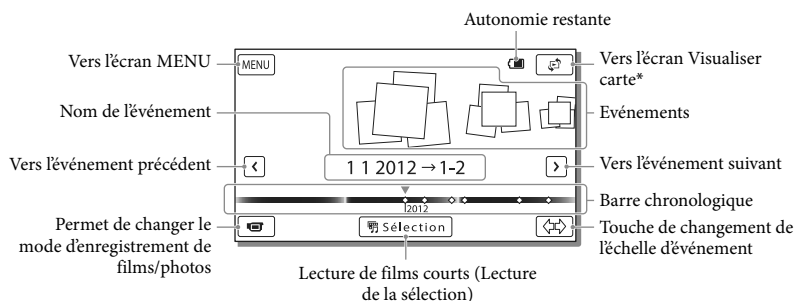 Autonomie restante
Vers l'écran MENU
MENU
Vers l'écran Visualiser
carte*
Nom de l'événement
Evénements
Vers l'événement précédent
1 1 2012 →1-2
Vers l'événement suivant
Barre chronologique
2012
Permet de changer le
mode d'enregistrement de
films/photos
Sélection
Touche de changement de
l'échelle d'événement
Lecture de films courts (Lecture
de la sélection)